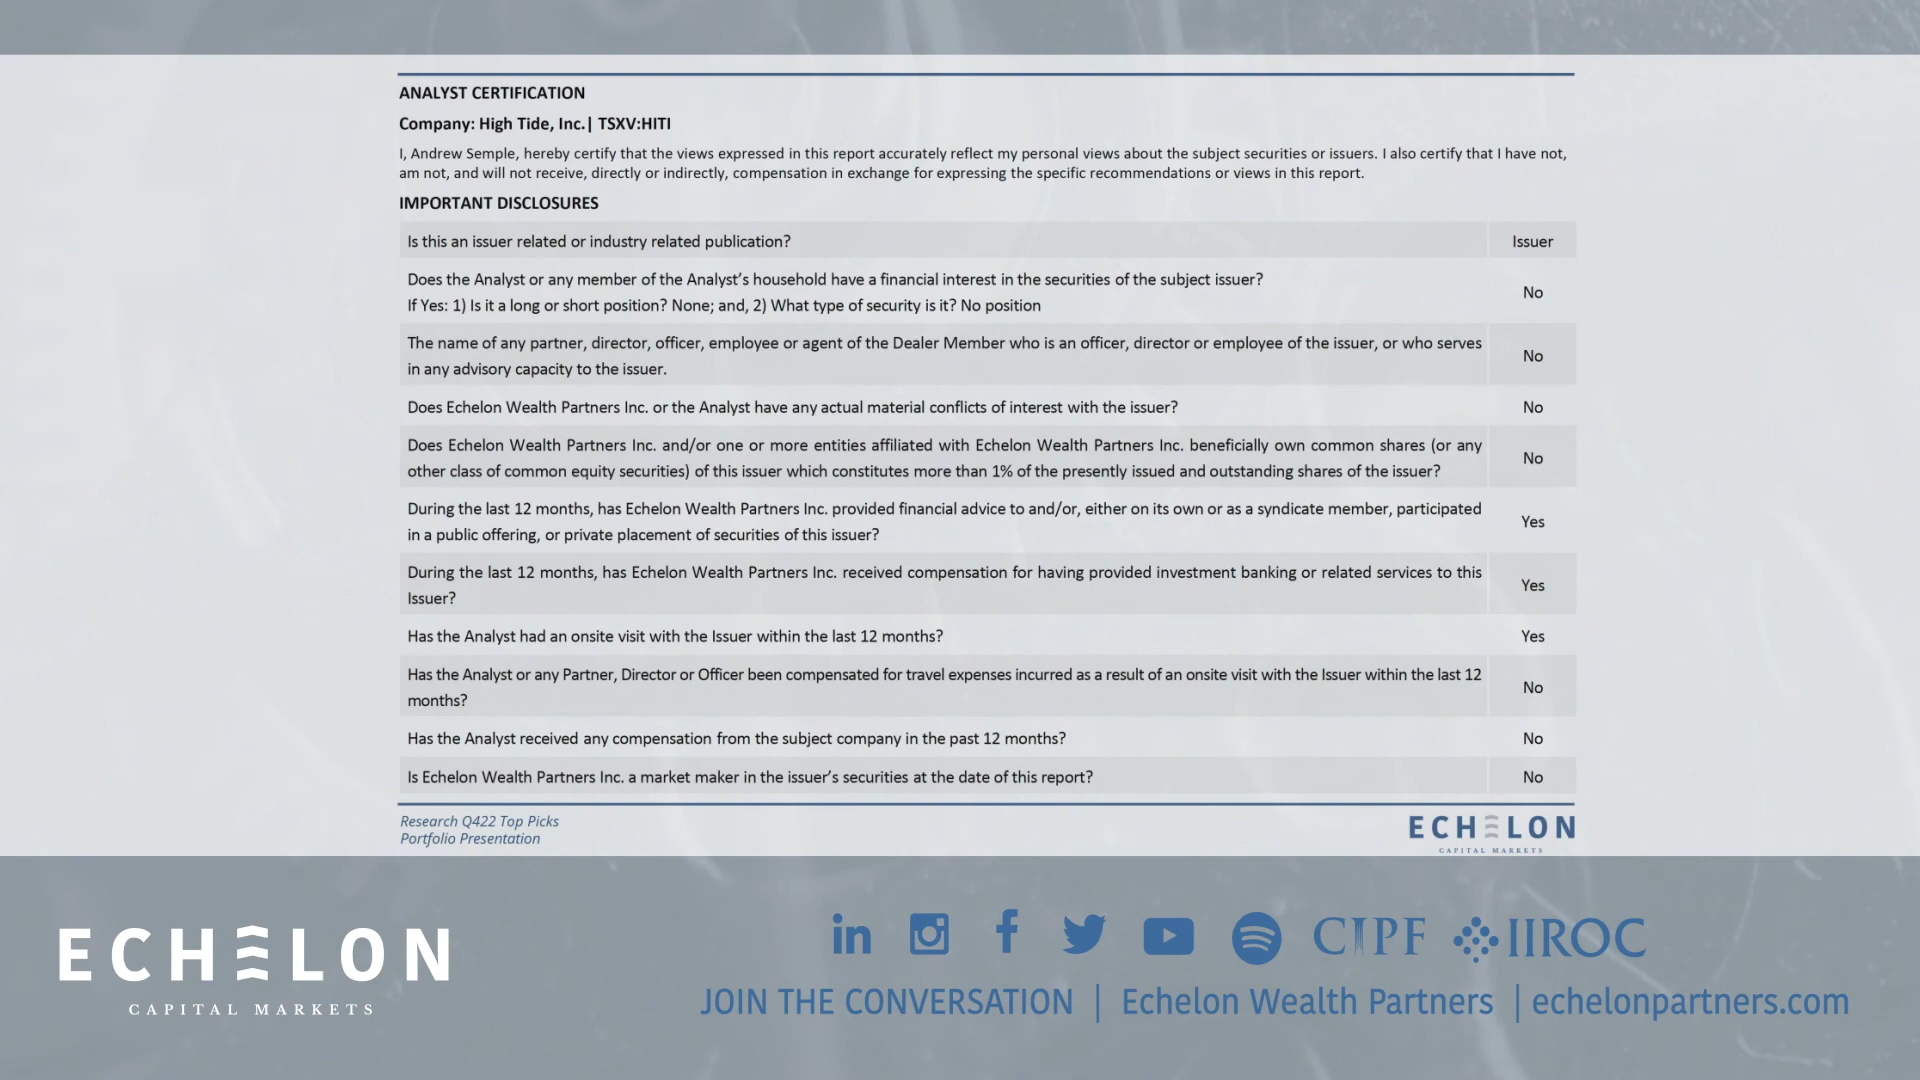 ANALYST CERTIFICATION
Company: High Tide, Inc.| TSXV:HITI
I, Andrew Semple, hereby certify that the views expressed in this report accurately reflect my personal views about the subject securities or issuers. I also certify that I have not,
am not, and will not receive, directly or indirectly, compensation in exchange for expressing the specific recommendations or views in this report.
IMPORTANT DISCLOSURES
Is this an issuer related or industry related publication? Issuer
Does the Analyst or any member of the Analyst’s household have a financial interest in the securities of the subject issuer?
If Yes: 1) Is it a long or short position? None; and, 2) What type of security is it? No position
No
The name of any partner, director, officer, employee or agent of the Dealer Member who is an officer, director or employee of the issuer, or who serves
in any advisory capacity to the issuer.
No
Does Echelon Wealth Partners Inc. or the Analyst have any actual material conflicts of interest with the issuer? No
Does Echelon Wealth Partners Inc. and/or one or more entities affiliated with Echelon Wealth Partners Inc. beneficially own common shares (or any
other class of common equity securities) of this issuer which constitutes more than 1% of the presently issued and outstanding shares of the issuer?
No
During the last 12 months, has Echelon Wealth Partners Inc. provided financial advice to and/or, either on its own or as a syndicate member, participated
in a public offering, or private placement of securities of this issuer?
Yes
During the last 12 months, has Echelon Wealth Partners Inc. received compensation for having provided investment banking or related services to this
Issuer?
Yes
Has the Analyst had an onsite visit with the Issuer within the last 12 months? Yes
Has the Analyst or any Partner, Director or Officer been compensated for travel expenses incurred as a result of an onsite visit with the Issuer within the last 12
months?
No
Has the Analyst received any compensation from the subject company in the past 12 months? No
Is Echelon Wealth Partners Inc. a market maker in the issuer’s securities at the date of this report? No
Research Q422 Top Picks
Portfolio Presentation
ECHELON
CAPITAL MARKETS
ECHELON
CAPITAL MARKETS
in f CIPF IIROC
JOIN THE CONVERSATION | Echelon Wealth Partners | echelonpartners.com